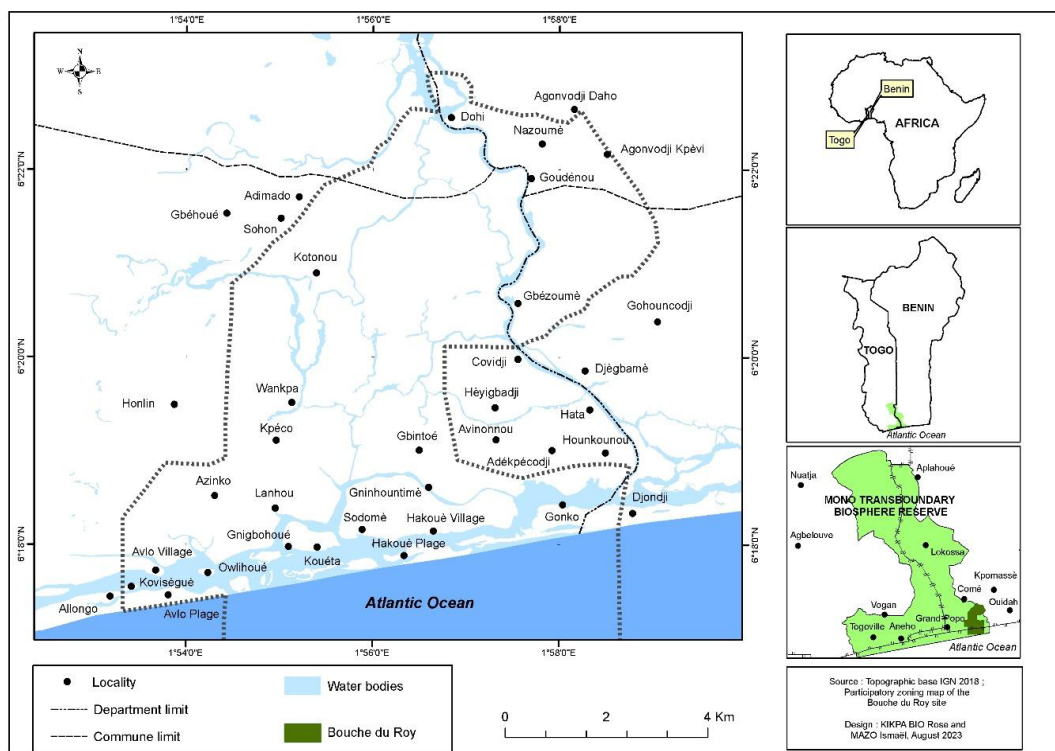 1°54'0"E
1°56'0"E
1°58'0"E
N
W
E
S
Agonvodji Daho
Dohi
Nazoumè
Agonvodji Kpèvi
6°22'0"N
6°22'0"N
Goudénou
Adimado
Gbéhoué
Sohon
Kotonou
Gbézoumè
Gohouncodji
6°20'0"N
6°20'0"N
Covidji
Djègbamè
Wankpa
Hèyigbadji
Honlin
Hata
Kpéco
Avinonnou
Gbintoé
Hounkounou
Adékpécodji
Azinko
Gninhountimè
Lanhou
Djondji
Sodomè
Hakouè Village
Gonko
Gnigbohoué
6°18'0"N
6°18'0"N
Hakouè Plage
Avlo Village
Owlihoué
Kouéta
Koviségué
Allongo
Avlo Plage
Atlantic Ocean
1°54'0"E
1°56'0"E
1°58'0"E
Locality
Department limit
Commune limit
Water bodies
Bouche du Roy
0
2
4 Km
Benin
Togo
AFRICA
BENIN
TOGO
Atlantic Ocean
Nuatja
Aplahoué
MONO TRANSBOUNDARY
BIOSPHERE RESERVE
Agbelouve
Lokossa
Kpomassè
Comé
Ouidah
Vogan
Grand Popo
Togoville
Aneho
Atlantic Ocean
Source : Topographic base IGN 2018 ;
Participatory zoning map of the
Bouche du Roy site
Design : KIKPA BIO Rose and
MAZO Ismaël, August 2023